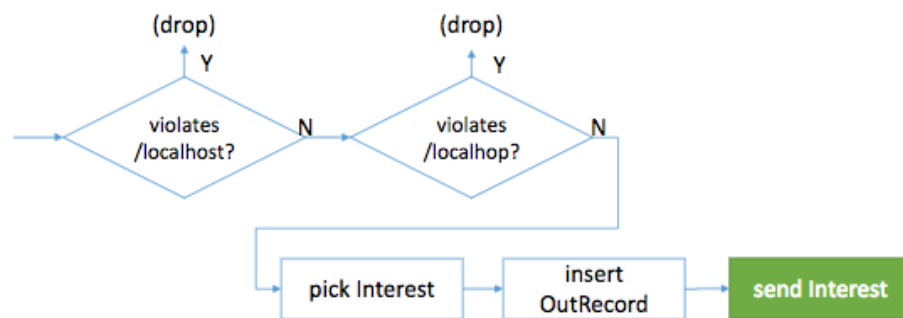 (drop)
(drop)
Y
Y
violates
/localhost?
N
violates
/localhop?
N
pick Interest
insert
OutRecord
send Interest